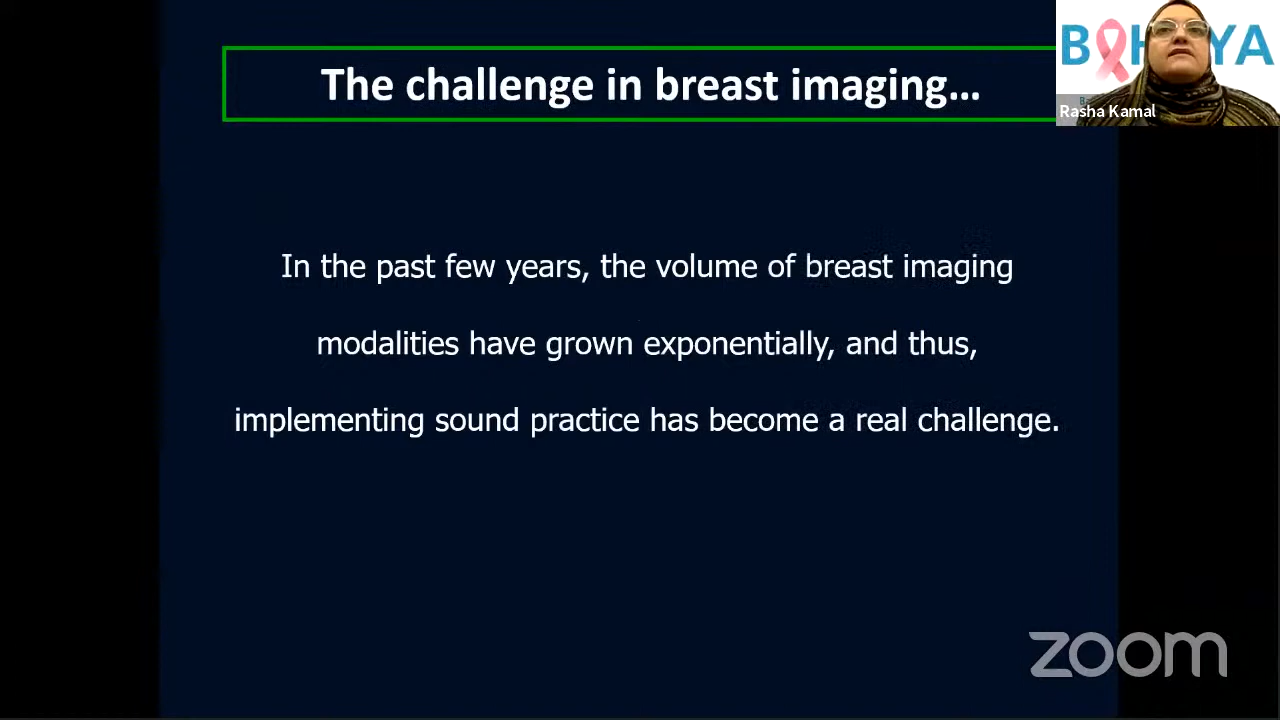 The challenge in breast imaging...
B H YA
Rasha Kamal
In the past few years, the volume of breast imaging
modalities have grown exponentially, and thus,
implementing sound practice has become a real challenge.
zoom